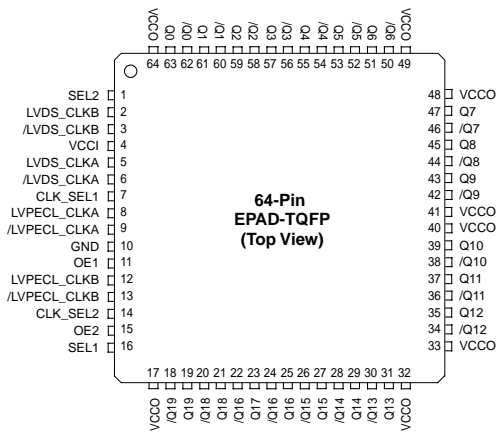 VCCO Q0 /Q0 Q1 /Q1 Q2 /Q2 Q3 /Q3 Q4 /Q4 Q5 /Q5 Q6 /Q6 VCCO
64 63 62 61 60 59 58 57 56 55 54 53 52 51 50 49
SEL2 1
LVDS_CLKB 2
/LVDS_CLKB 3
VCCI 4
LVDS_CLKA 5
/LVDS_CLKA 6
CLK_SEL1 7
LVPECL_CLKA 8
/LVPECL_CLKA 9
GND 10
OE1 11
LVPECL_CLKB 12
/LVPECL_CLKB 13
CLK_SEL2 14
OE2 15
SEL1 16
64-Pin
EPAD-TQFP
(Top View)
48 VCCO
47 Q7
46 /Q7
45 Q8
44 /Q8
43 Q9
42 /Q9
41 VCCO
40 VCCO
39 Q10
38 /Q10
37 Q11
36 /Q11
35 Q12
34 /Q12
33 VCCO
17 18 19 20 21 22 23 24 25 26 27 28 29 30 31 32
VCCO /Q19 Q19 /Q18 Q18 /Q16 Q17 /Q16 Q16 /Q15 Q15 /Q14 Q14 /Q13 Q13 VCCO